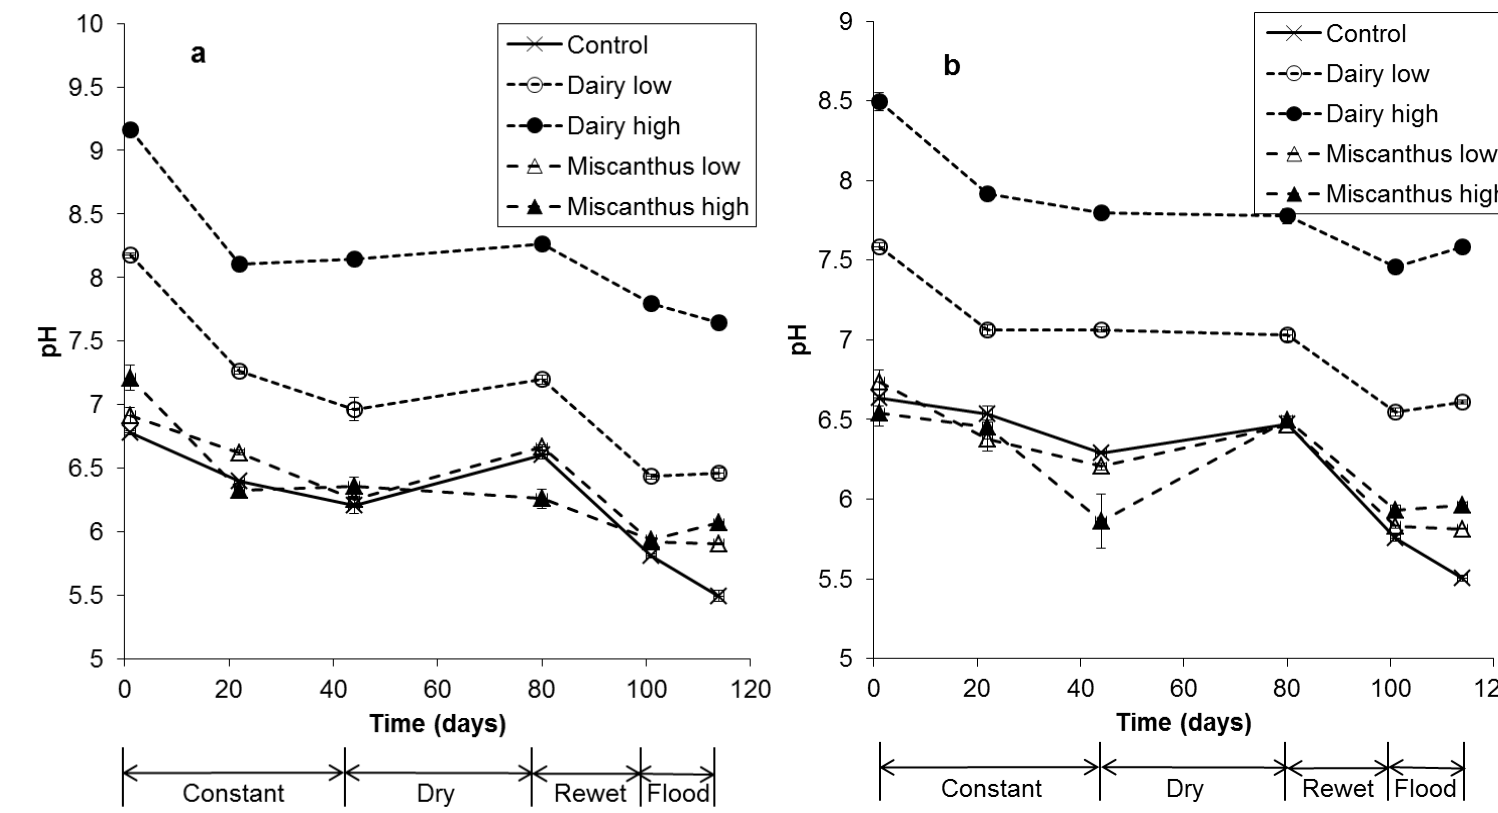 a
10
9.5
9
8.5
8
7.5
7
6.5
6
5.5
5
pH
Control
Dairy low
Dairy high
Miscanthus low
Miscanthus high
0 20 40 60 80 100 120
Time (days)
Constant Dry Rewet Flood
b
9
8.5
8
7.5
7
6.5
6
5.5
5
pH
Control
Dairy low
Dairy high
Miscanthus low
Miscanthus high
0 20 40 60 80 100 12
Time (days)
Constant Dry Rewet Flood